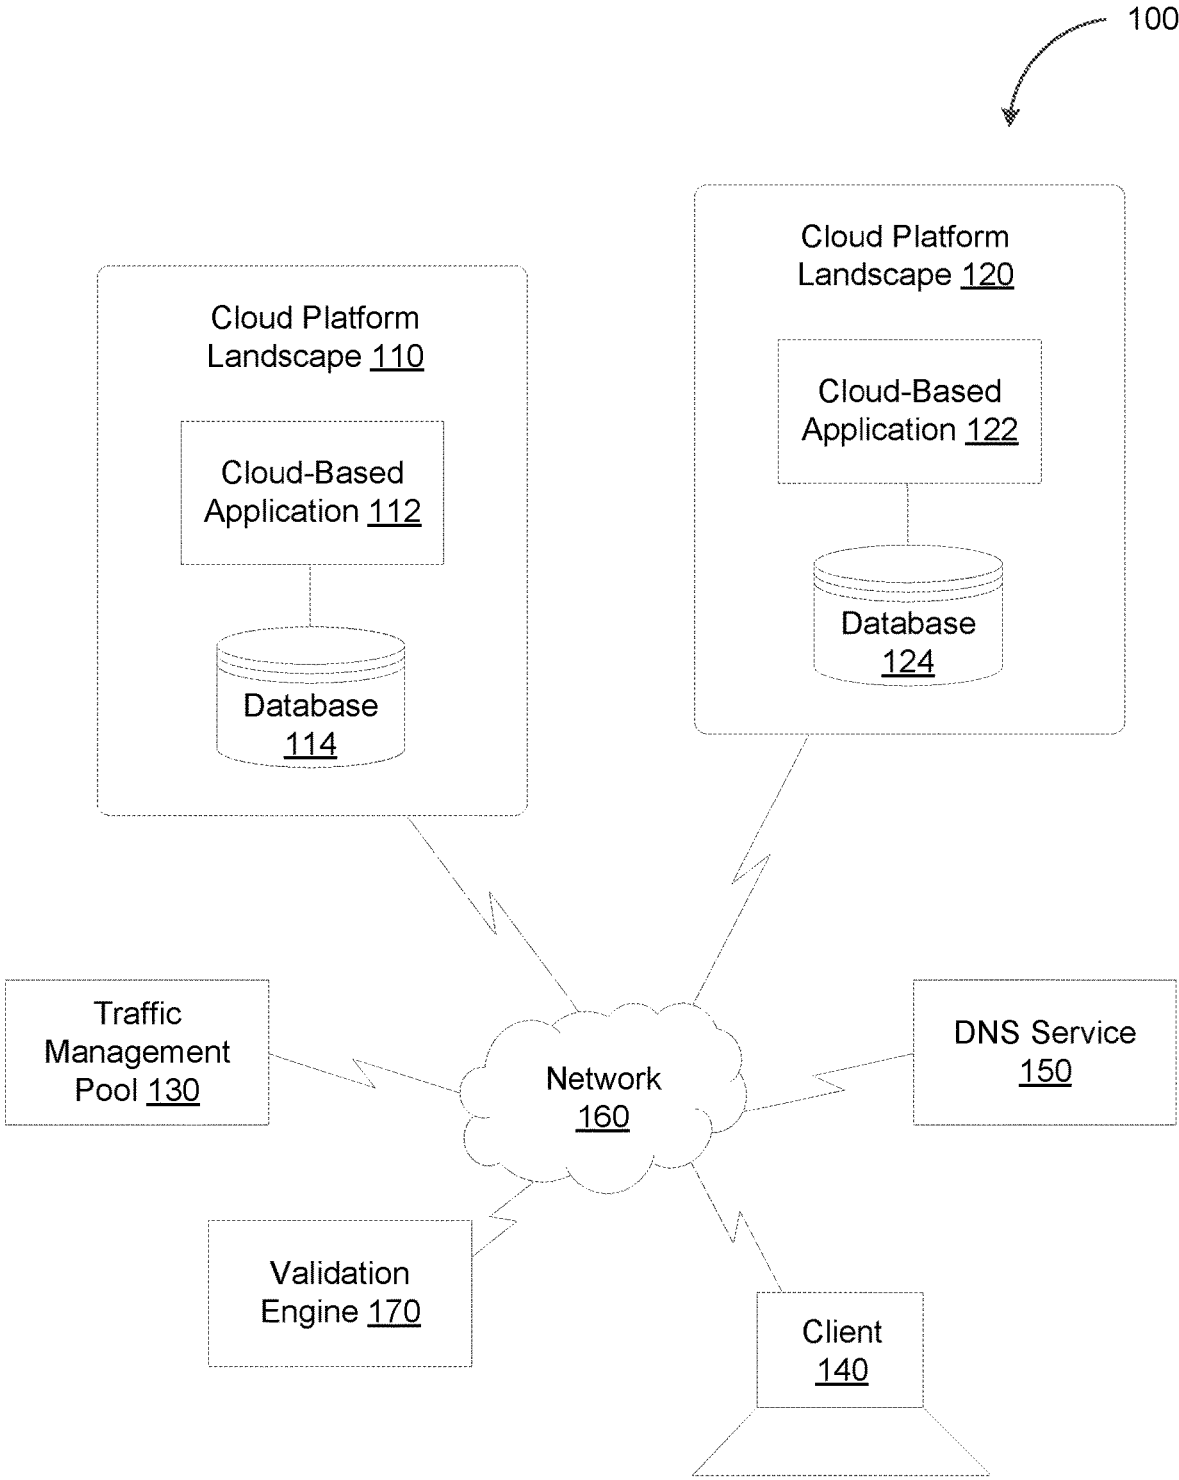 100
Cloud Platform
Landscape 120
Cloud-Based
Application 122
Database
124
Cloud Platform
Landscape 110
Cloud-Based
Application 112
Database
114
Traffic
Management
Pool 130
Network
160
DNS Service
150
Validation
Engine 170
Client
140